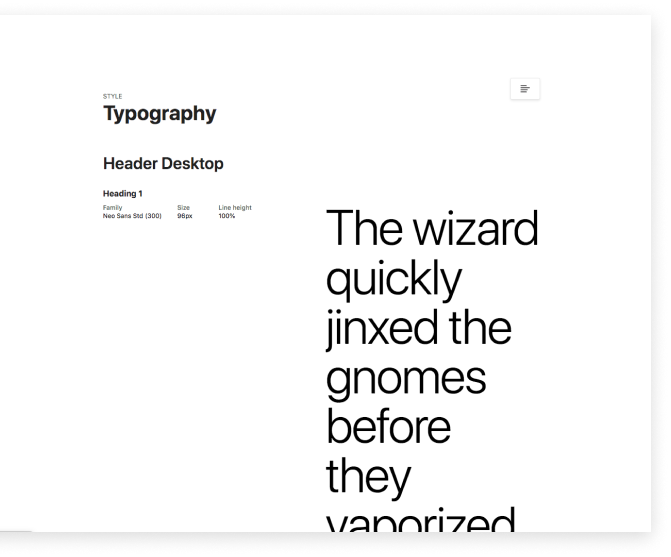 STYLE
Typography
Header Desktop
Heading 1
Family Size Line height
Neo Sans Std (300) 96px 100%
The wizard
quickly
jinxed the
gnomes
before
they
vaporized